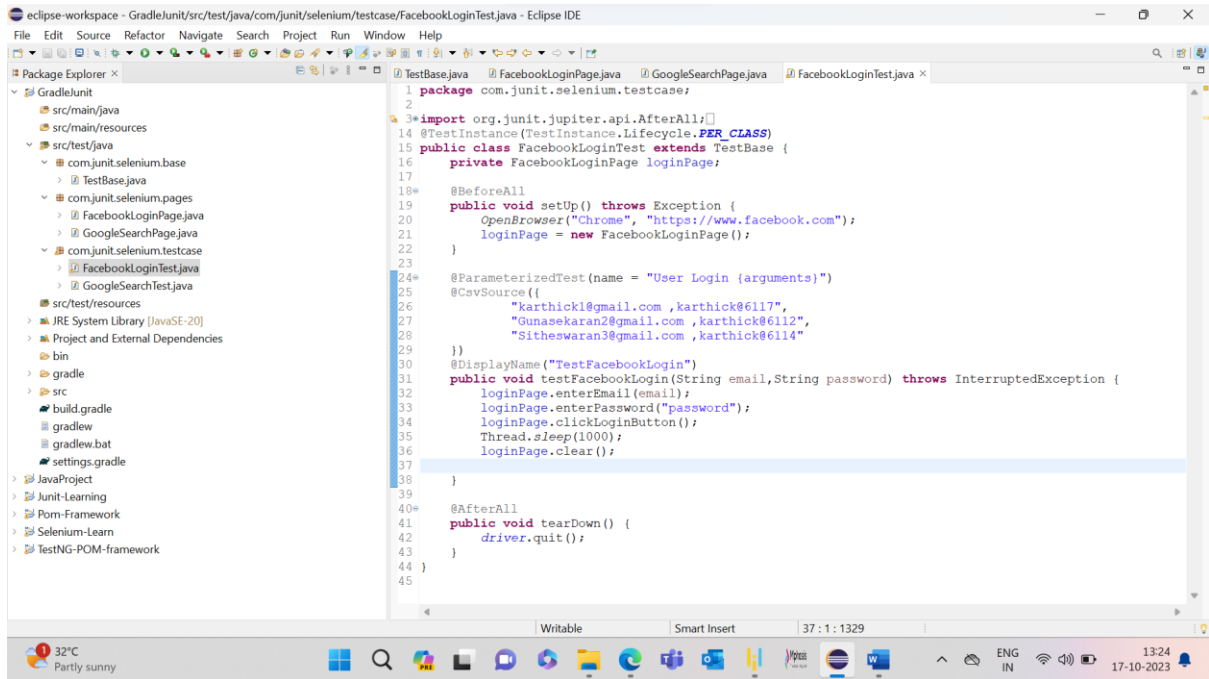 eclipse-workspace - GradleJunit/src/test/java/com/junit/selenium/testcase/FacebookLoginTest.java - Eclipse IDE
File Edit Source Refactor Navigate Search Project Run Window Help
Package Explorer
GradleJunit
src/main/java
src/main/resources
src/test/java
com.junit.selenium.base
TestBase.java
com.junit.selenium.pages
FacebookLoginPage.java
GoogleSearchPage.java
com.junit.selenium.testcase
FacebookLoginTest.java
GoogleSearchTest.java
src/test/resources
JRE System Library [JavaSE-20]
Project and External Dependencies
bin
gradle
src
build.gradle
gradlew
gradlew.bat
settings.gradle
JavaProject
Junit-Learning
Pom-Framework
Selenium-Learn
TestNG-POM-framework
TestBase.java FacebookLoginPage.java GoogleSearchPage.java FacebookLoginTest.java
1 package com.junit.selenium.testcase;
2
3 import org.junit.jupiter.api.AfterAll;
14 @TestInstance(TestInstance.Lifecycle.PER_CLASS)
15 public class FacebookLoginTest extends TestBase {
16 private FacebookLoginPage loginPage;
17
18 @BeforeAll
19 public void setUp() throws Exception {
20 OpenBrowser("Chrome", "https://www.facebook.com");
21 loginPage = new FacebookLoginPage();
22 }
23
24 @ParameterizedTest(name = "User Login {arguments}")
25 @CsvSource({
26 "karthick1@gmail.com ,karthick@6117",
27 "Gunasekaran2@gmail.com ,karthick@6112",
28 "Sitheswaran3@gmail.com ,karthick@6114"
29 })
30 @DisplayName("TestFacebookLogin")
31 public void testFacebookLogin(String email,String password) throws InterruptedException {
32 loginPage.enterEmail(email);
33 loginPage.enterPassword("password");
34 loginPage.clickLoginButton();
35 Thread.sleep(1000);
36 loginPage.clear();
37
38 }
39
40 @AfterAll
41 public void tearDown() {
42 driver.quit();
43 }
44 }
45
Writable Smart Insert 37 : 1 : 1329
1
32°C
Partly sunny
PRE
Mphasis
W
ENG
IN
13:24
17-10-2023